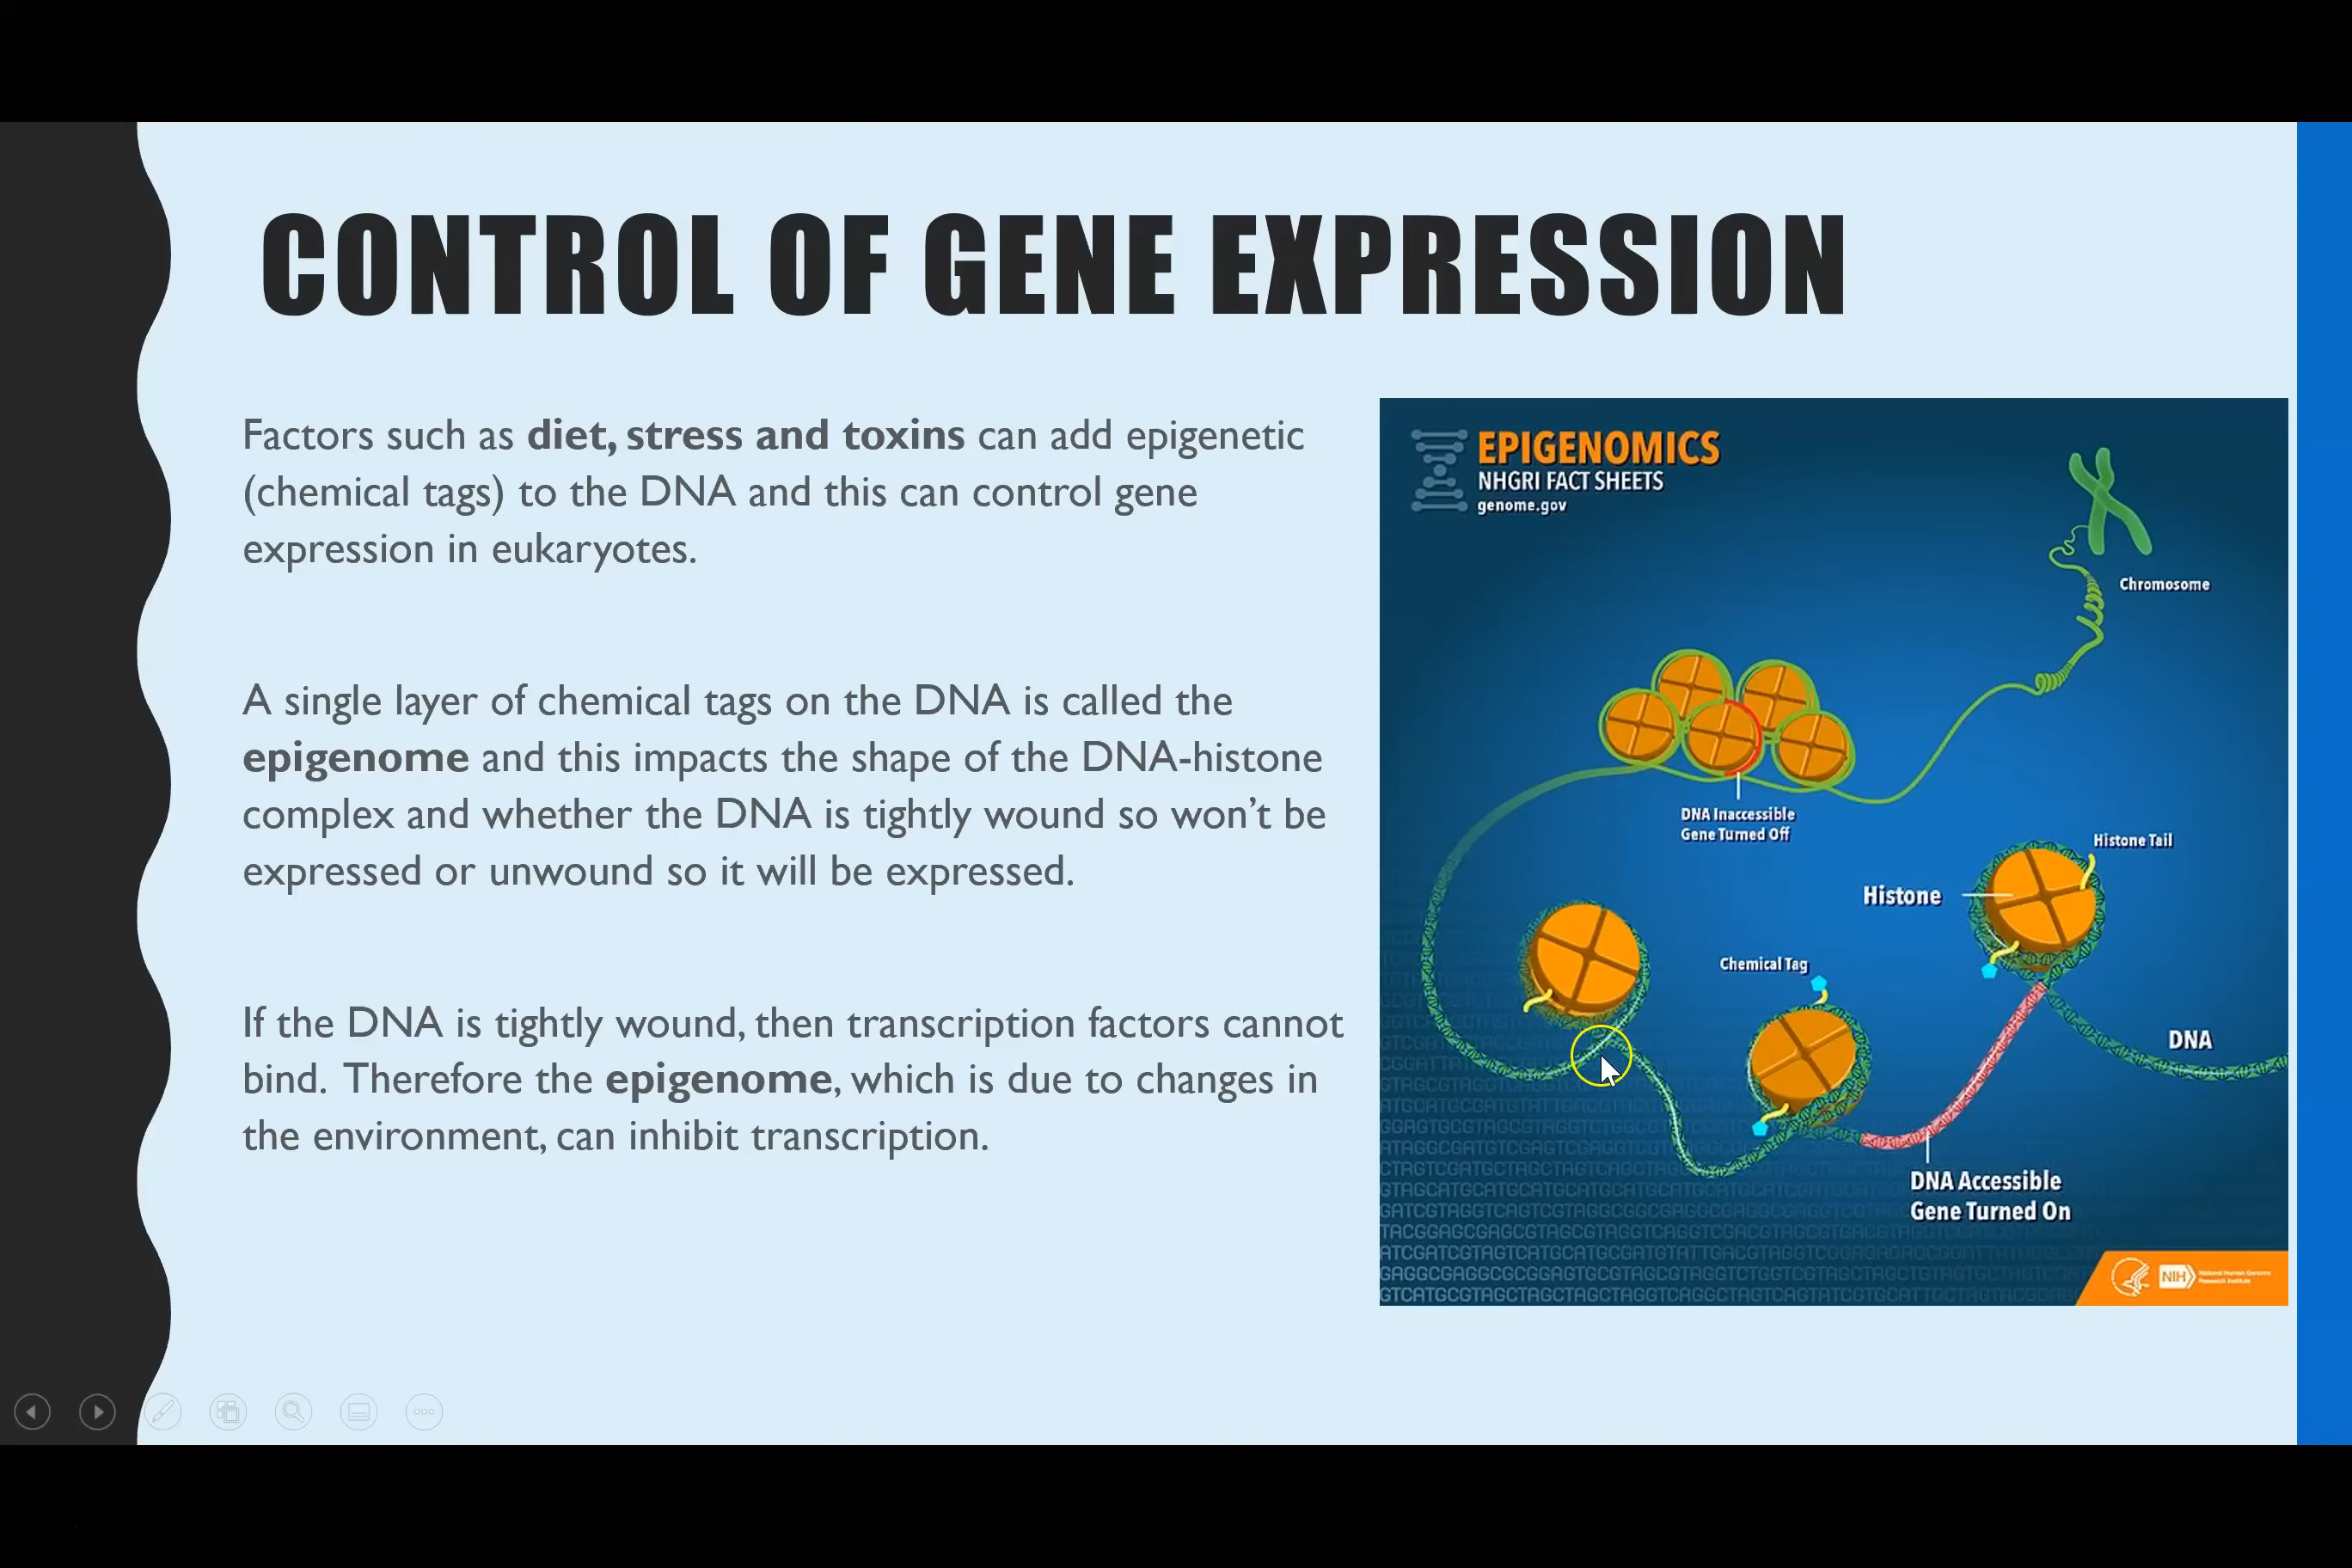 CONTROL OF GENE EXPRESSION
Factors such as diet, stress and toxins can add epigenetic
(chemical tags) to the DNA and this can control gene
expression in eukaryotes.
A single layer of chemical tags on the DNA is called the
epigenome and this impacts the shape of the DNA-histone
complex and whether the DNA is tightly wound so won't be
expressed or unwound so it will be expressed.
If the DNA is tightly wound, then transcription factors cannot
bind. Therefore the epigenome, which is due to changes in
the environment, can inhibit transcription.
EPIGENOMICS
NHGRI FACT SHEETS
genome.gov
Chromosome
DNA Inaccessible
Gene Turned Off
Histone Tail
Histone
Chemical Tag
DNA
DNA Accessible
Gene Turned On
NIH
National Human Genome
Research Institute